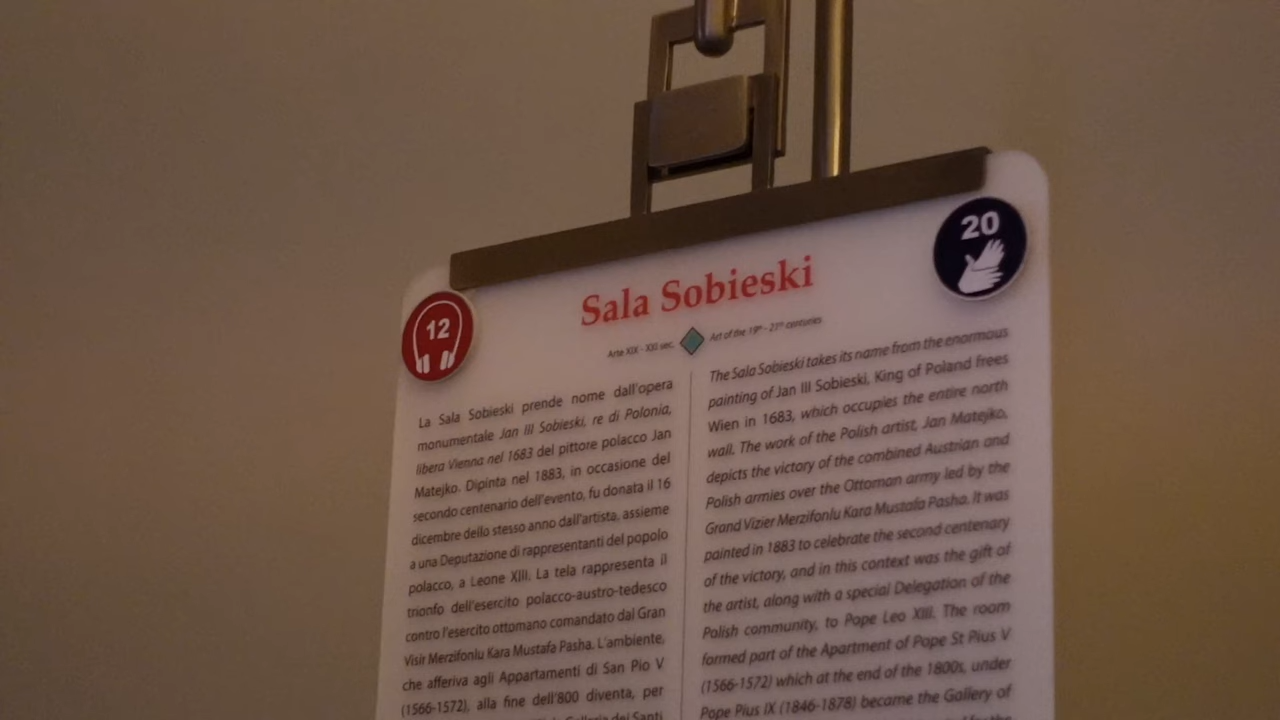 Sala Sobieski
12
20
Arte XIX - XXI sec.
Art of the 19th - 21st centuries
La Sala Sobieski prende nome dall'opera
monumentale Jan III Sobieski, re di Polonia,
libera Vienna nel 1683 del pittore polacco Jan
Matejko. Dipinta nel 1883, in occasione del
secondo centenario dell'evento, fu donata il 16
dicembre dello stesso anno dall'artista, assieme
a una Deputazione di rappresentanti del popolo
polacco, a Leone XIII. La tela rappresenta il
trionfo dell'esercito polacco-austro-tedesco
contro l'esercito ottomano comandato dal Gran
Visir Merzifonlu Kara Mustafa Pasha. L'ambiente,
che afferiva agli Appartamenti di San Pio V
(1566-1572), alla fine dell'800 diventa, per
Galleria dei Santi
The Sala Sobieski takes its name from the enormous
painting of Jan III Sobieski, King of Poland frees
Wien in 1683, which occupies the entire north
wall. The work of the Polish artist, Jan Matejko,
depicts the victory of the combined Austrian and
Polish armies over the Ottoman army led by the
Grand Vizier Merzifonlu Kara Mustafa Pasha. It was
painted in 1883 to celebrate the second centenary
of the victory, and in this context was the gift of
the artist, along with a special Delegation of the
Polish community, to Pope Leo XIII. The room
formed part of the Apartment of Pope St Pius V
(1566-1572) which at the end of the 1800s, under
Pope Pius IX (1846-1878) became the Gallery of
for the